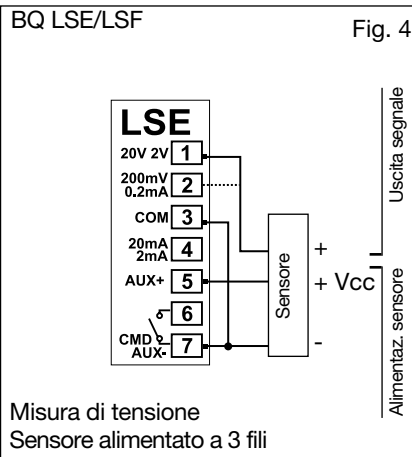 BQ LSE/LSF
Fig. 4
LSE
20V 2V 1
200mV
0.2mA 2
COM 3
20mA
2mA 4
AUX+ 5
6
CMD
AUX- 7
Sensore
+
+ Vcc
-
Uscita segnale
Alimentaz. sensore
Misura di tensione
Sensore alimentato a 3 fili